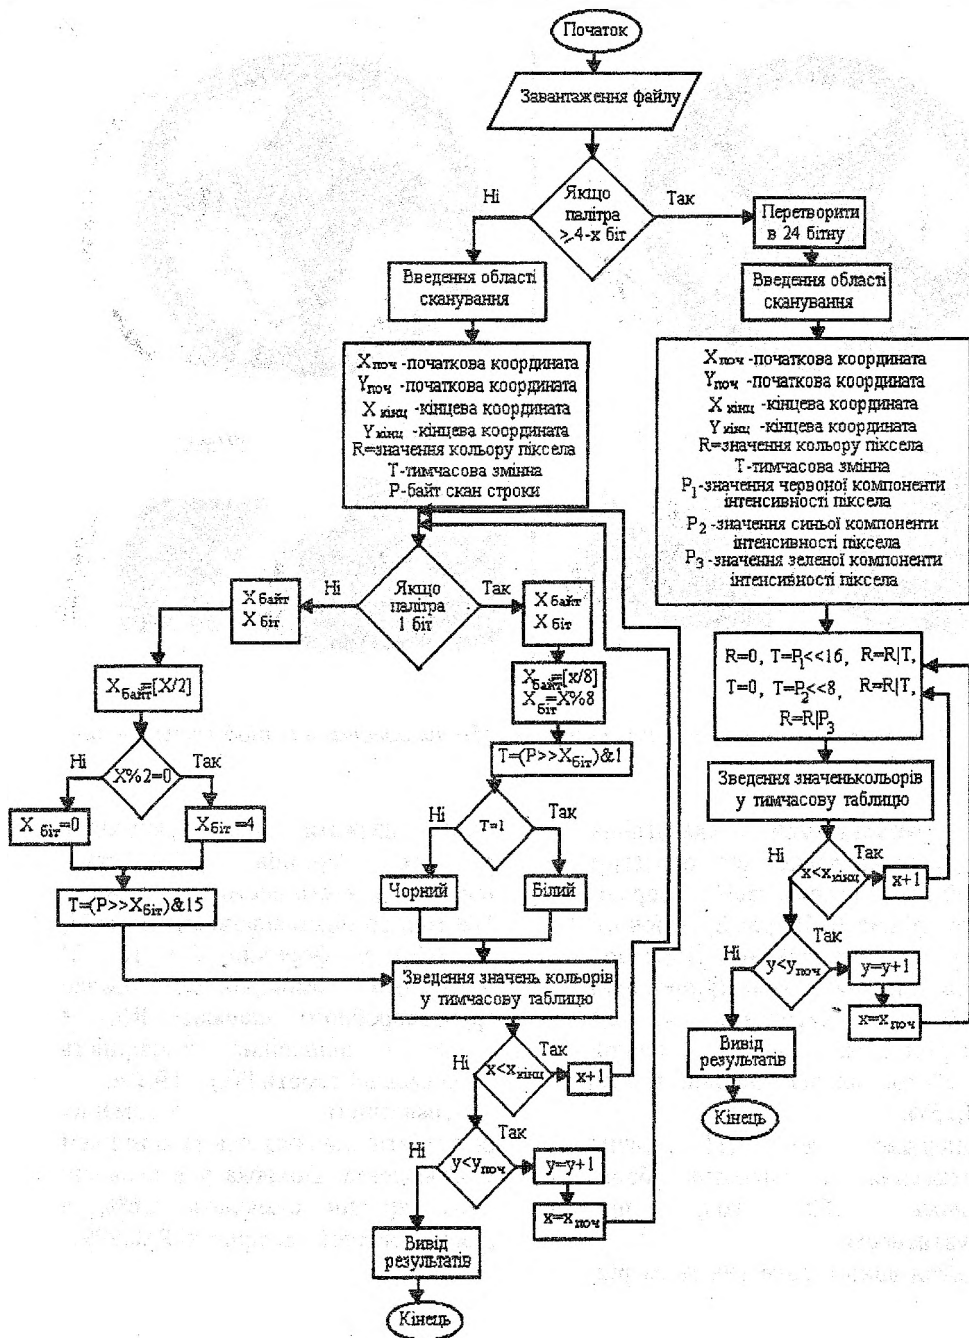 Початок
Завантаження файлу
Якщо
палітра
≥4-х біт
Ні
Так
Перетворити
в 24 бітну
Введення області
сканування
Введення області
сканування
Xпоч -початкова координата
Yпоч -початкова координата
X кінц -кінцева координата
Yкінц -кінцева координата
R=значення кольору піксела
T-тимчасова змінна
P-байт скан строки
Xпоч -початкова координата
Yпоч -початкова координата
X кінц -кінцева координата
Yкінц -кінцева координата
R=значення кольору піксела
T-тимчасова змінна
P1-значення червоної компоненти
інтенсивності піксела
P2 -значення синьої компоненти
інтенсивності піксела
P3 -значення зеленої компоненти
інтенсивності піксела
Якщо
палітра
1 біт
Ні
Так
Xбайт
X біт
Xбайт
X біт
Xбайт=[X/2]
Xбайт=[x/8]
Xбіт=X%8
X%2=0
Ні
Так
X біт=0
Xбіт=4
T=(P>>Xбіт)&15
T=(P>>Xбіт)&1
T=1
Ні
Так
Чорний
Білий
Зведення значень кольорів
у тимчасову таблицю
x<xкінц
Ні
Так
x+1
y<yпоч
Ні
Так
y=y+1
x=xпоч
Вивід
результатів
Кінець
R=0, T=P1<<16, R=R|T,
T=0, T=P2<<8, R=R|T,
R=R|P3
Зведення значенькольорів
у тимчасову таблицю
x<xкінц
Ні
Так
x+1
y<yпоч
Ні
Так
y=y+1
x=xпоч
Вивід
результатів
Кінець